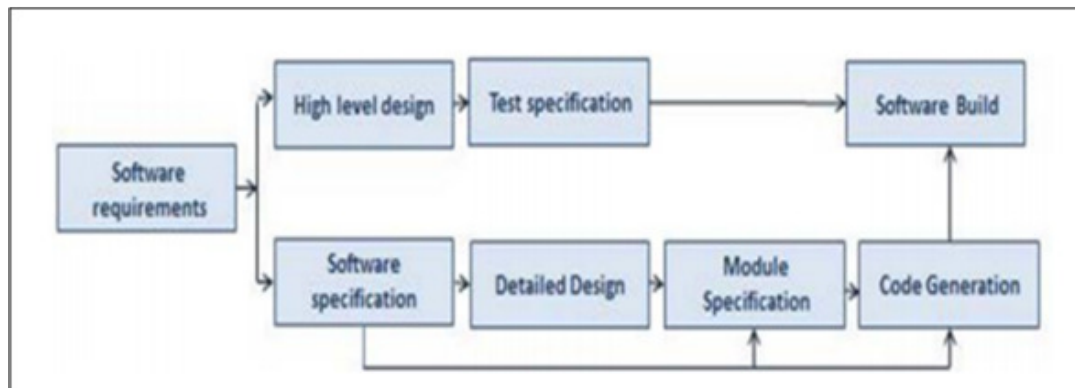 High level design
Test specification
Software Build
Software
requirements
Software
specification
Detailed Design
Module
Specification
Code Generation